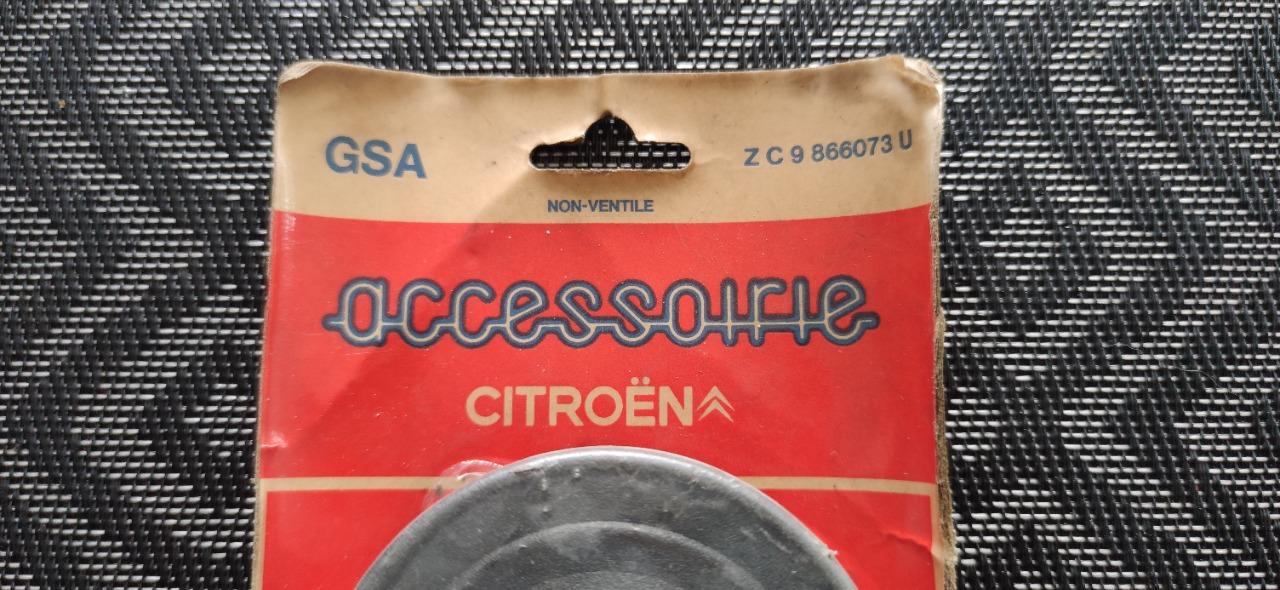 GSA
Z C 9 866073 U
NON-VENTILE
accessoirie
CITROËN